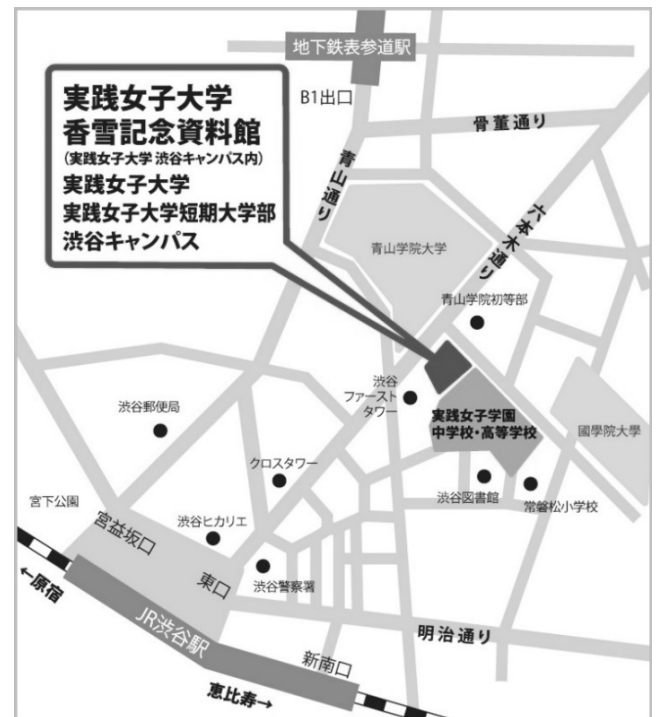 地下鉄表参道駅
B1出口
実践女子大学
香雪記念資料館
(実践女子大学 渋谷キャンパス内)
実践女子大学
実践女子大学短期大学部
渋谷キャンパス
骨董通り
青山通り
六本木通り
青山学院大学
青山学院初等部
渋谷
ファースト
タワー
実践女子学園
中学校・高等学校
國學院大學
渋谷郵便局
クロスタワー
渋谷図書館
常磐松小学校
宮下公園
宮益坂口
渋谷ヒカリエ
東口
渋谷警察署
←原宿
JR渋谷駅
明治通り
新南口
恵比寿→